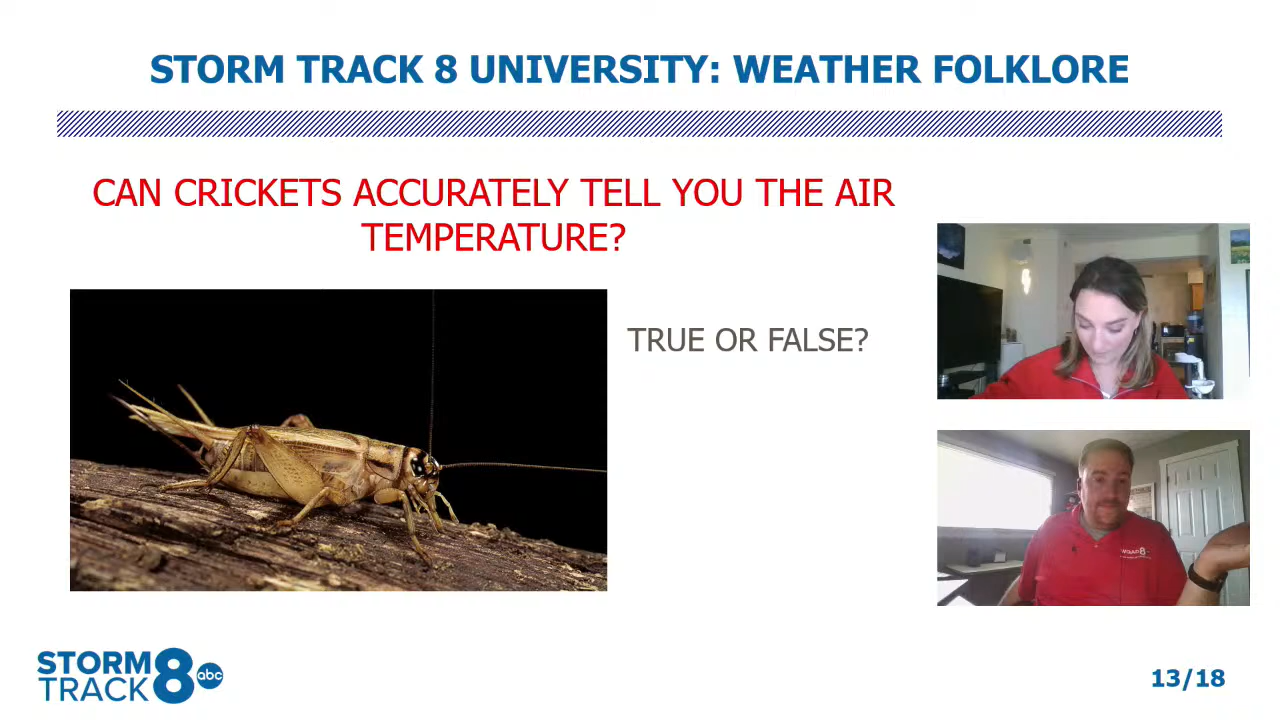 STORM TRACK 8 UNIVERSITY: WEATHER FOLKLORE
CAN CRICKETS ACCURATELY TELL YOU THE AIR
TEMPERATURE?
TRUE OR FALSE?
WQAD8
STORM
TRACK 8 abc
13/18